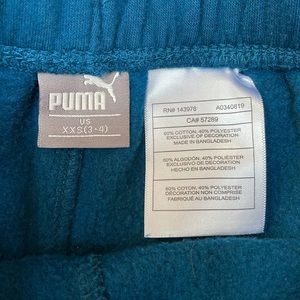 PUMA
US
XXS(3-4)
RN# 143978 A0340819
CA# 57289
60% COTTON, 40% POLYESTER
EXCLUSIVE OF DECORATION
MADE IN BANGLADESH
60% ALGODÓN, 40% POLIÉSTER
EXCLUSIVO DE DECORACIÓN
HECHO EN BANGLADESH
60% COTON, 40% POLYESTER
DÉCORATION NON COMPRISE
FABRIQUÉ AU BANGLADESH